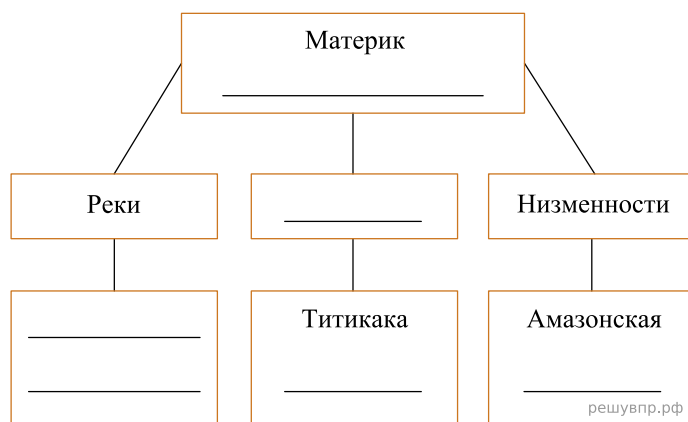 Материк
Реки
Низменности
Титикака
Амазонская
решувпр.рф